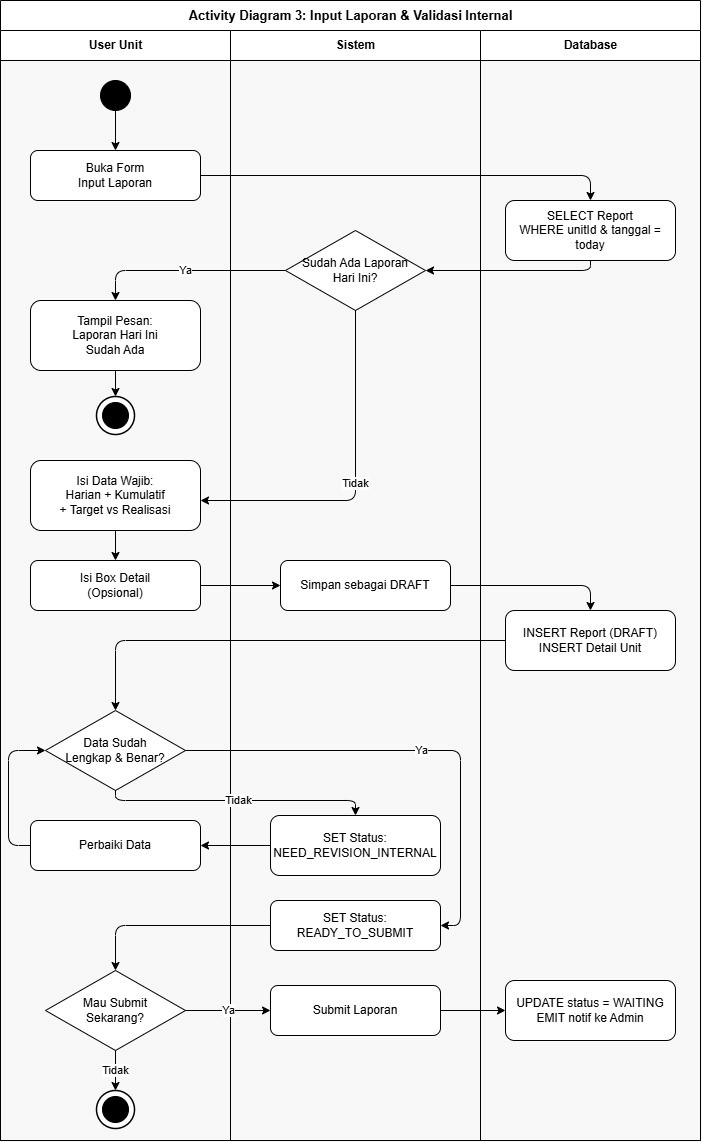 Activity Diagram 3: Input Laporan & Validasi Internal
User Unit
Sistem
Database
Buka Form
Input Laporan
SELECT Report
WHERE unitId & tanggal =
today
Sudah Ada Laporan
Hari Ini?
Ya
Tampil Pesan:
Laporan Hari Ini
Sudah Ada
Tidak
Isi Data Wajib:
Harian + Kumulatif
+ Target vs Realisasi
Isi Box Detail
(Opsional)
Simpan sebagai DRAFT
INSERT Report (DRAFT)
INSERT Detail Unit
Data Sudah
Lengkap & Benar?
Ya
Tidak
SET Status:
NEED_REVISION_INTERNAL
Perbaiki Data
SET Status:
READY_TO_SUBMIT
Mau Submit
Sekarang?
Ya
Submit Laporan
UPDATE status = WAITING
EMIT notif ke Admin
Tidak